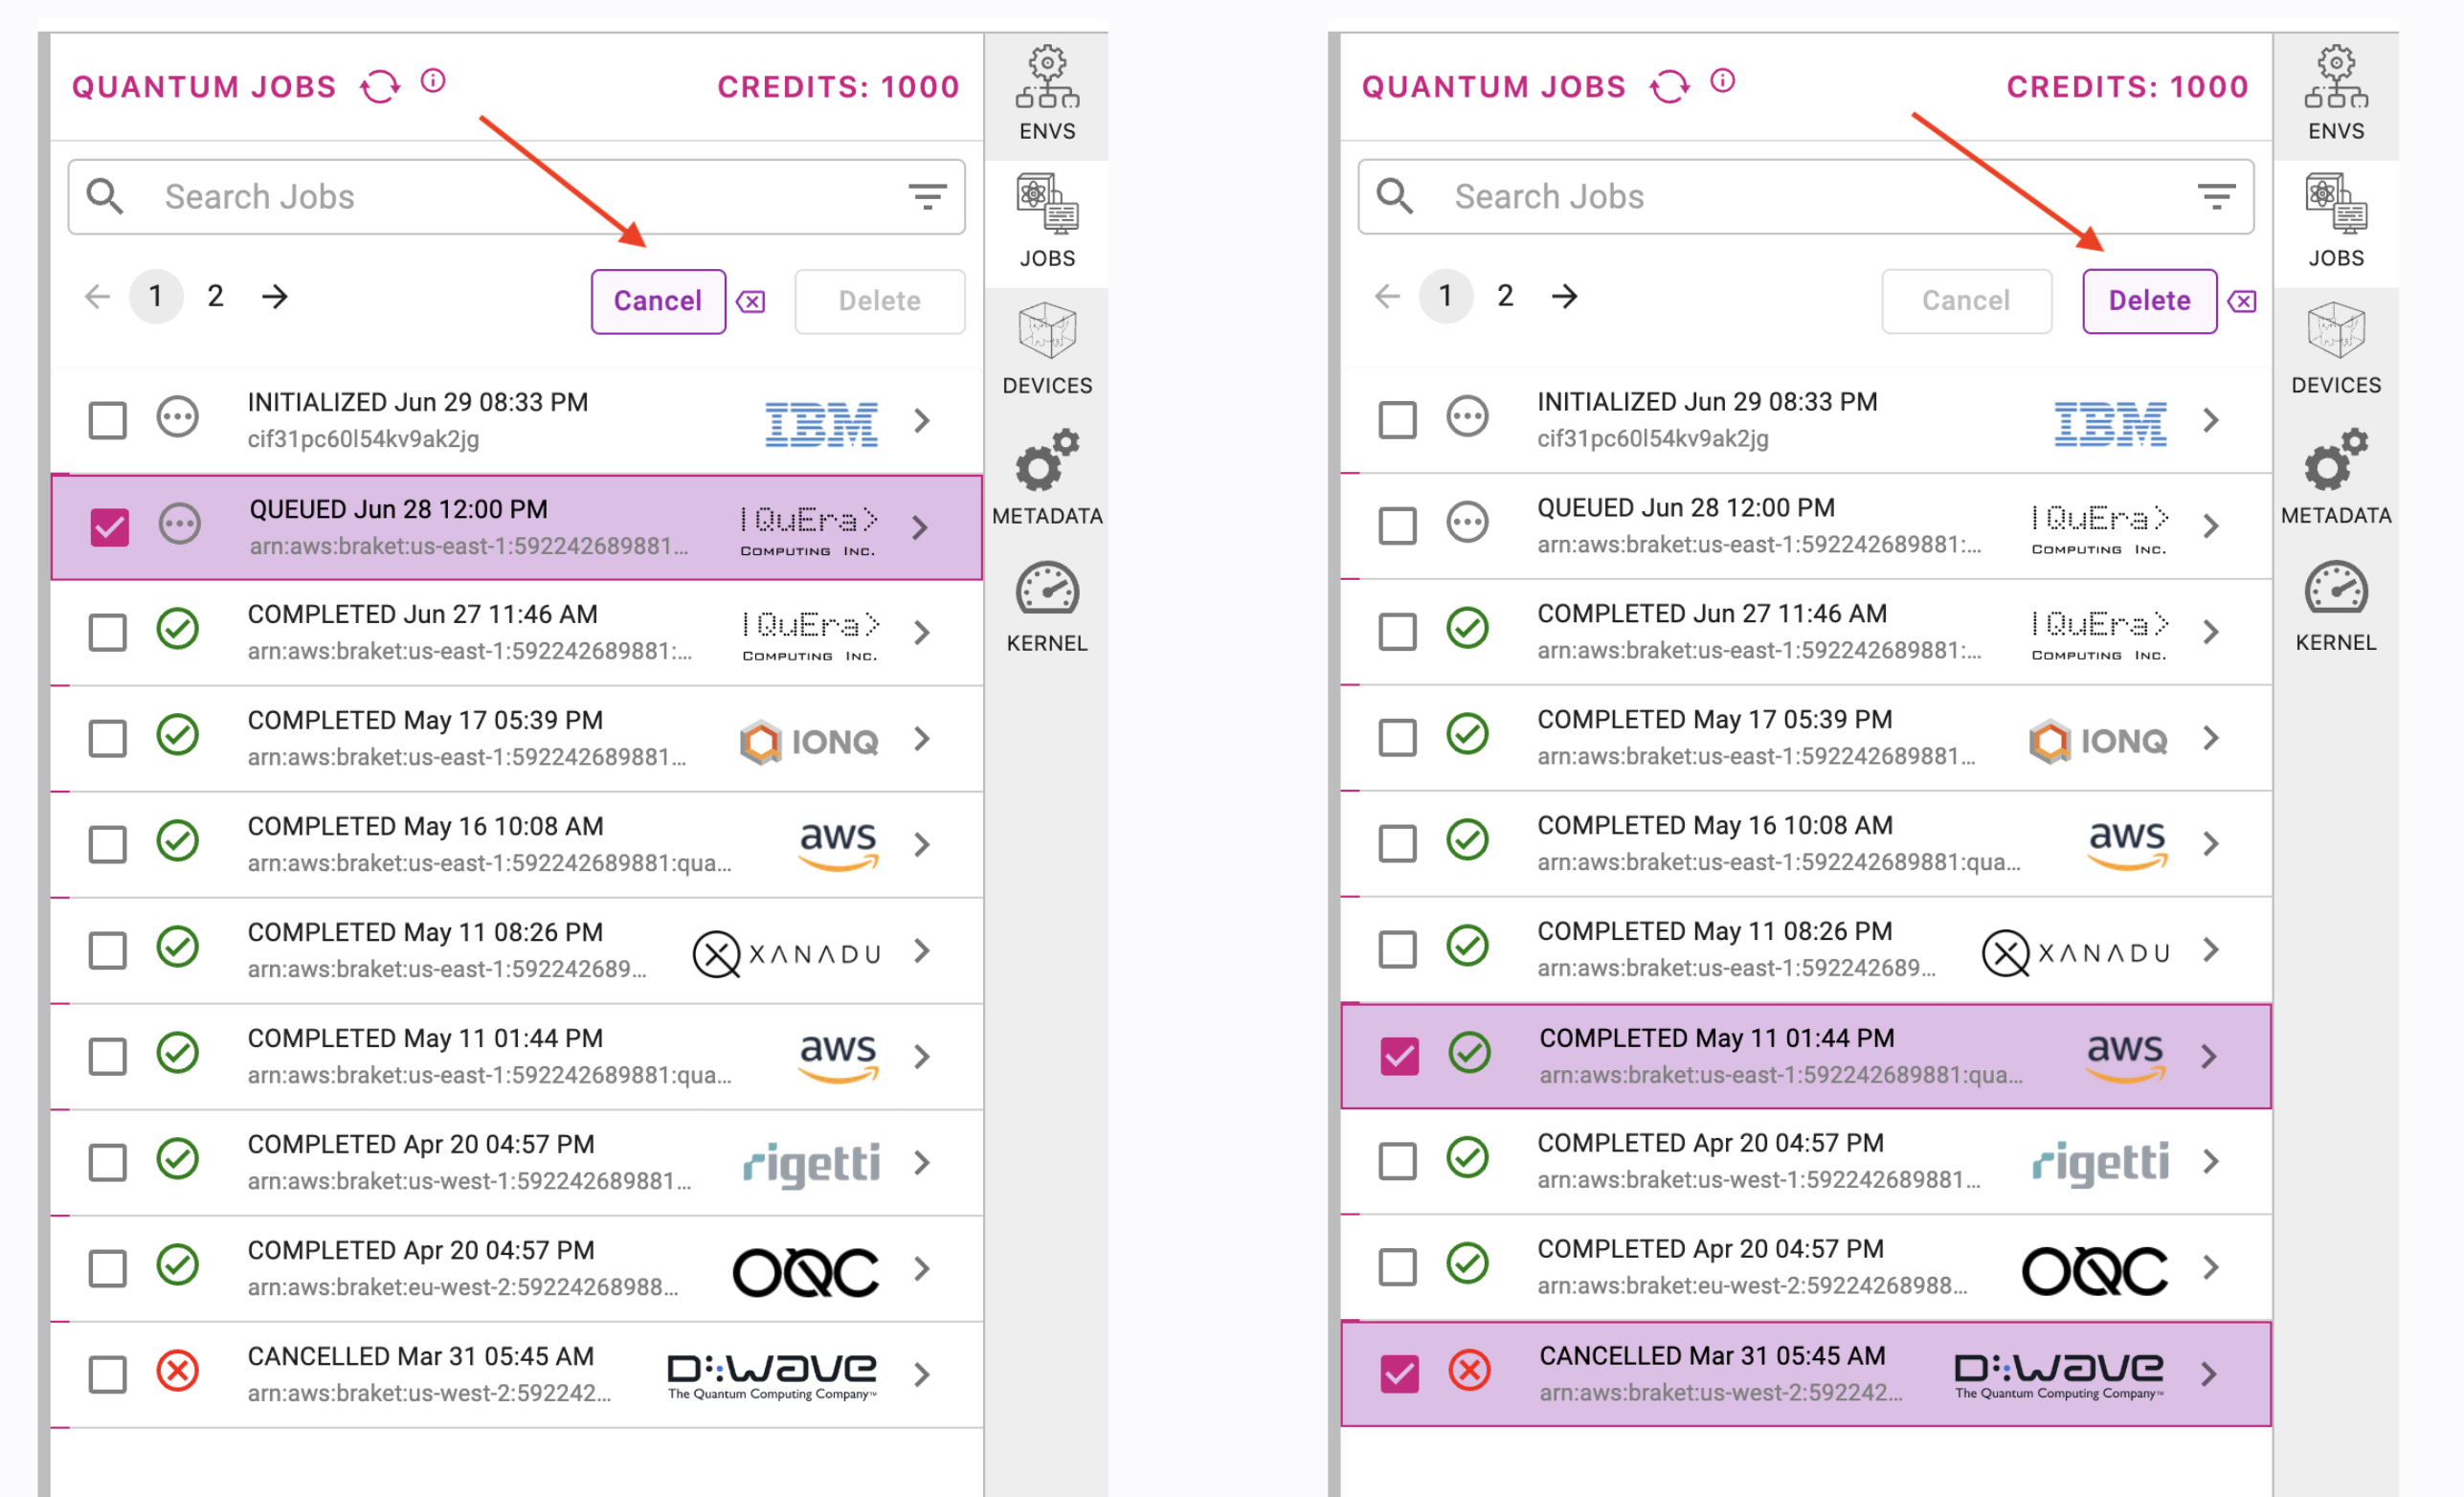 QUANTUM JOBS CREDITS: 1000
Search Jobs
1 2 Cancel Delete
INITIALIZED Jun 29 08:33 PM
cif31pc60l54kv9ak2jg
IBM
QUEUED Jun 28 12:00 PM
arn:aws:braket:us-east-1:592242689881...
|QuEra>
COMPUTING INC.
COMPLETED Jun 27 11:46 AM
arn:aws:braket:us-east-1:592242689881:...
|QuEra>
COMPUTING INC.
COMPLETED May 17 05:39 PM
arn:aws:braket:us-east-1:592242689881...
IONQ
COMPLETED May 16 10:08 AM
arn:aws:braket:us-east-1:592242689881:qua...
aws
COMPLETED May 11 08:26 PM
arn:aws:braket:us-east-1:592242689...
XANADU
COMPLETED May 11 01:44 PM
arn:aws:braket:us-east-1:592242689881:qua...
aws
COMPLETED Apr 20 04:57 PM
arn:aws:braket:us-west-1:592242689881...
rigetti
COMPLETED Apr 20 04:57 PM
arn:aws:braket:eu-west-2:59224268988...
OQC
CANCELLED Mar 31 05:45 AM
arn:aws:braket:us-west-2:592242...
D:wave
The Quantum Computing Company™
ENVS
JOBS
DEVICES
METADATA
KERNEL
QUANTUM JOBS CREDITS: 1000
Search Jobs
1 2 Cancel Delete
INITIALIZED Jun 29 08:33 PM
cif31pc60l54kv9ak2jg
IBM
QUEUED Jun 28 12:00 PM
arn:aws:braket:us-east-1:592242689881:...
|QuEra>
COMPUTING INC.
COMPLETED Jun 27 11:46 AM
arn:aws:braket:us-east-1:592242689881:...
|QuEra>
COMPUTING INC.
COMPLETED May 17 05:39 PM
arn:aws:braket:us-east-1:592242689881...
IONQ
COMPLETED May 16 10:08 AM
arn:aws:braket:us-east-1:592242689881:qua...
aws
COMPLETED May 11 08:26 PM
arn:aws:braket:us-east-1:592242689...
XANADU
COMPLETED May 11 01:44 PM
arn:aws:braket:us-east-1:592242689881:qua...
aws
COMPLETED Apr 20 04:57 PM
arn:aws:braket:us-west-1:592242689881...
rigetti
COMPLETED Apr 20 04:57 PM
arn:aws:braket:eu-west-2:59224268988...
OQC
CANCELLED Mar 31 05:45 AM
arn:aws:braket:us-west-2:592242...
D:wave
The Quantum Computing Company™
ENVS
JOBS
DEVICES
METADATA
KERNEL